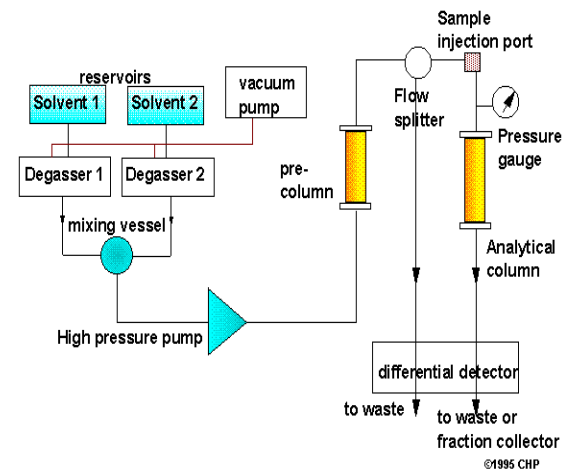 Sample
injection port
reservoirs
Solvent 1
Solvent 2
vacuum
pump
Flow
splitter
Pressure
gauge
Degasser 1
Degasser 2
pre-
column
mixing vessel
Analytical
column
High pressure pump
differential detector
to waste
to waste or
fraction collector
©1995 CHP